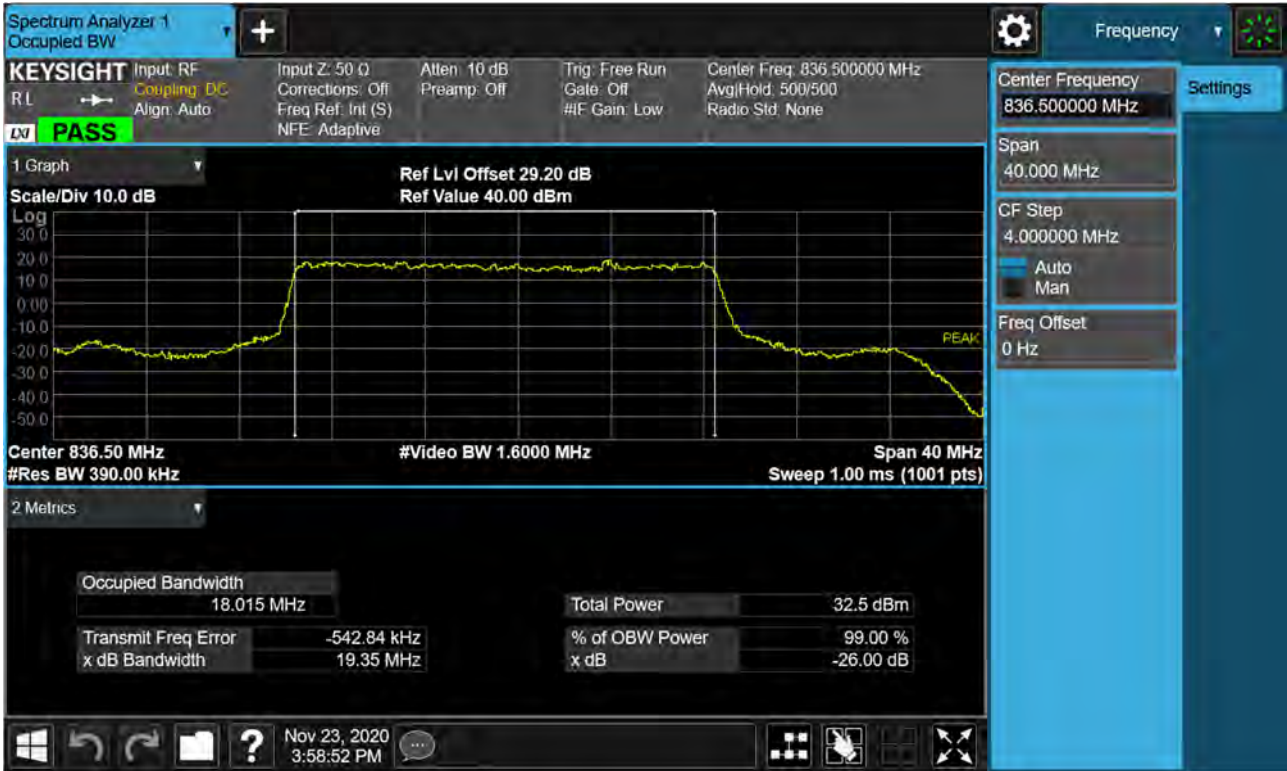 Spectrum Analyzer 1
Occupied BW
Frequency
KEYSIGHT
R L
LXI
PASS
Input: RF
Coupling: DC
Align: Auto
Input Z: 50 Ω
Corrections: Off
Freq Ref: Int (S)
NFE: Adaptive
Atten: 10 dB
Preamp: Off
Trig: Free Run
Gate: Off
#IF Gain: Low
Center Freq: 836.500000 MHz
Avg|Hold: 500/500
Radio Std: None
Center Frequency
836.500000 MHz
Settings
Span
40.000 MHz
CF Step
4.000000 MHz
Auto
Man
Freq Offset
0 Hz
1 Graph
Scale/Div 10.0 dB
Ref Lvl Offset 29.20 dB
Ref Value 40.00 dBm
Log
30.0
20.0
10.0
0.00
-10.0
-20.0
-30.0
-40.0
-50.0
PEAK
Center 836.50 MHz
#Video BW 1.6000 MHz
Span 40 MHz
#Res BW 390.00 kHz
Sweep 1.00 ms (1001 pts)
2 Metrics
Occupied Bandwidth
18.015 MHz
Total Power 32.5 dBm
Transmit Freq Error -542.84 kHz
% of OBW Power 99.00 %
x dB Bandwidth 19.35 MHz
x dB -26.00 dB
?
Nov 23, 2020
3:58:52 PM